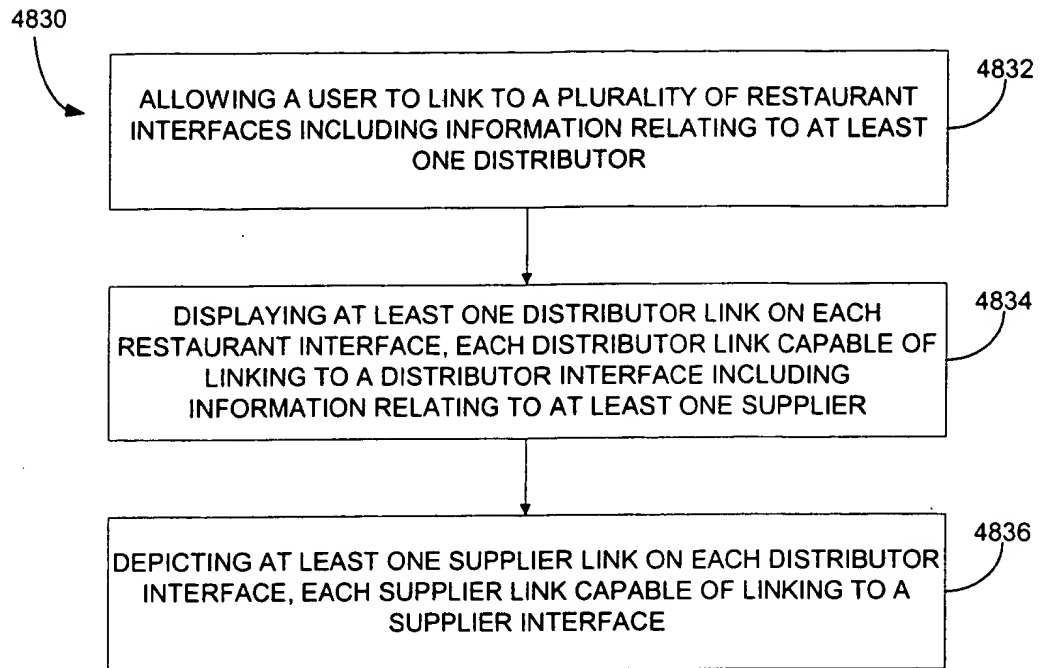 4830
4832
ALLOWING A USER TO LINK TO A PLURALITY OF RESTAURANT
INTERFACES INCLUDING INFORMATION RELATING TO AT LEAST
ONE DISTRIBUTOR
4834
DISPLAYING AT LEAST ONE DISTRIBUTOR LINK ON EACH
RESTAURANT INTERFACE, EACH DISTRIBUTOR LINK CAPABLE OF
LINKING TO A DISTRIBUTOR INTERFACE INCLUDING
INFORMATION RELATING TO AT LEAST ONE SUPPLIER
4836
DEPICTING AT LEAST ONE SUPPLIER LINK ON EACH DISTRIBUTOR
INTERFACE, EACH SUPPLIER LINK CAPABLE OF LINKING TO A
SUPPLIER INTERFACE